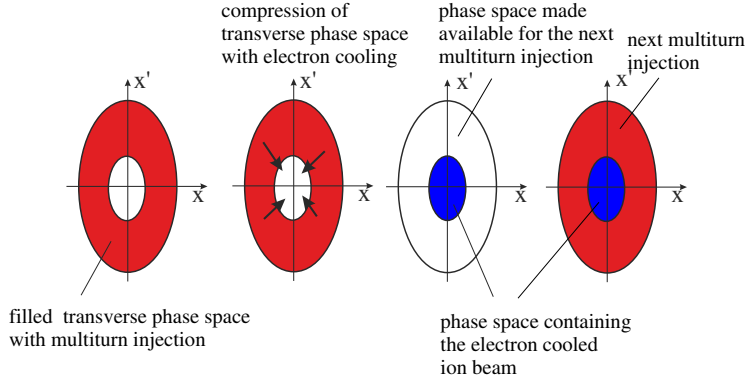 compression of
transverse phase space
with electron cooling
phase space made
available for the next
multiturn injection
next multiturn
injection
x'
x'
x'
x'
x
x
x
x
filled transverse phase space
with multiturn injection
phase space containing
the electron cooled
ion beam